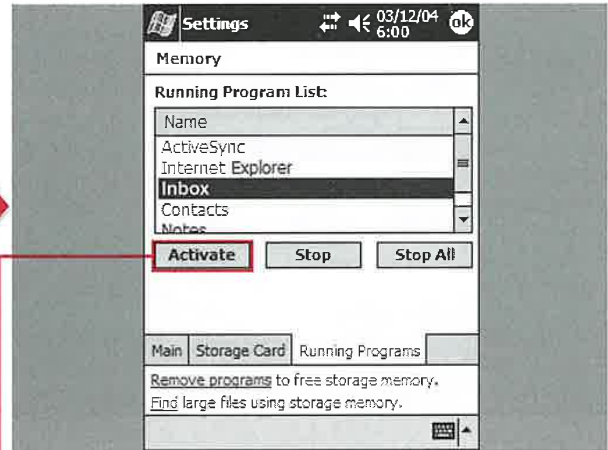 Settings 03/12/04 6:00 ok
Memory
Running Program List:
Name
ActiveSync
Internet Explorer
Inbox
Contacts
Notes
Activate Stop Stop All
Main Storage Card Running Programs
Remove programs to free storage memory.
Find large files using storage memory.